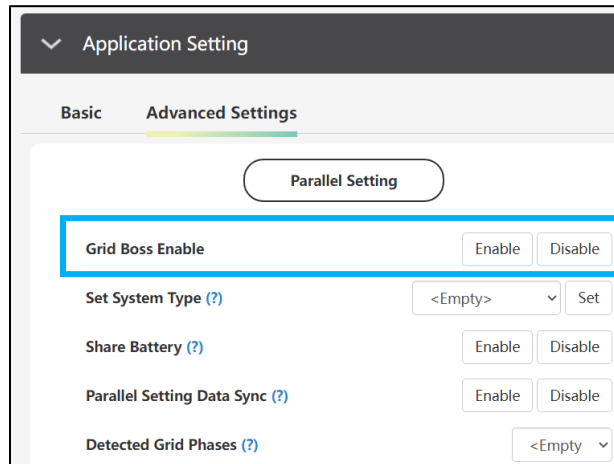 Application Setting
Basic Advanced Settings
Parallel Setting
Grid Boss Enable Enable Disable
Set System Type (?) <Empty> Set
Share Battery (?) Enable Disable
Parallel Setting Data Sync (?) Enable Disable
Detected Grid Phases (?) <Empty